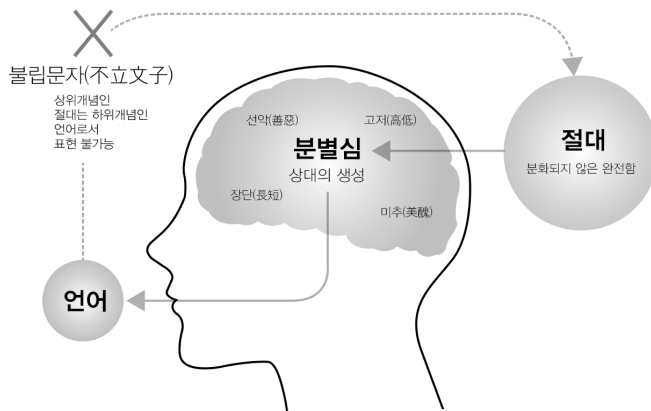 불립문자(不立文子)
상위개념인
절대는 하위개념인
언어로서
표현 불가능
선악(善惡)
고저(高低)
분별심
상대의 생성
장단(長短)
미추(美醜)
절대
분화되지 않은 완전함
언어